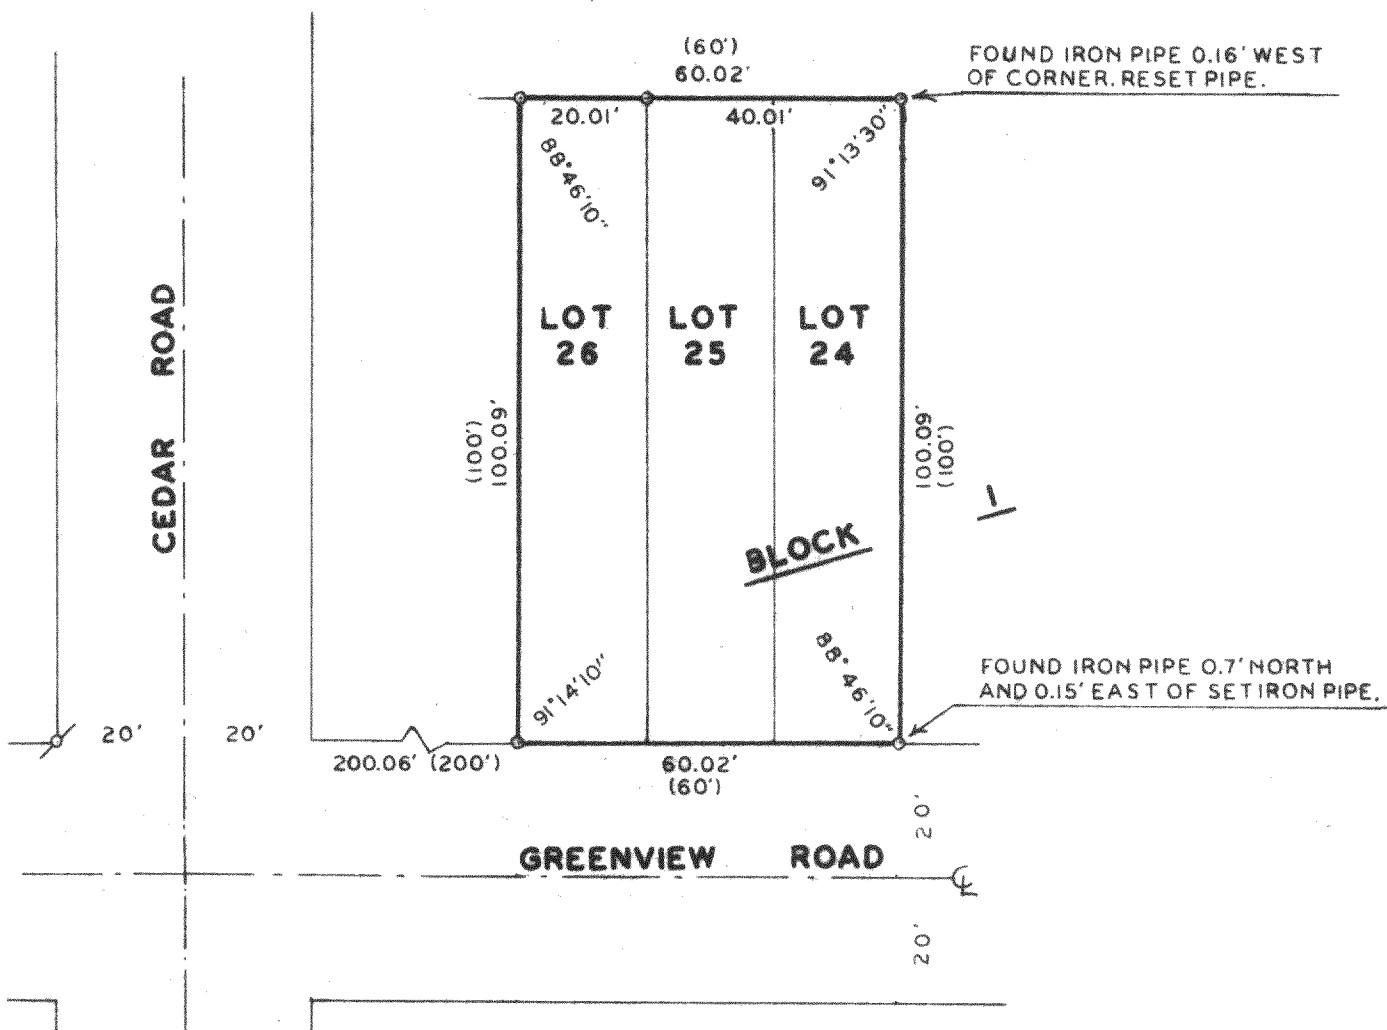 (60')
60.02'
FOUND IRON PIPE 0.16' WEST
OF CORNER. RESET PIPE.
20.01'
40.01'
88°46'10"
91°13'30"
CEDAR ROAD
LOT
26
LOT
25
LOT
24
(100')
100.09'
100.09'
(100')
BLOCK
1
91°14'10"
88°46'10"
FOUND IRON PIPE 0.7' NORTH
AND 0.15' EAST OF SET IRON PIPE.
20'
20'
200.06' (200')
60.02'
(60')
20'
GREENVIEW ROAD
℄
20'